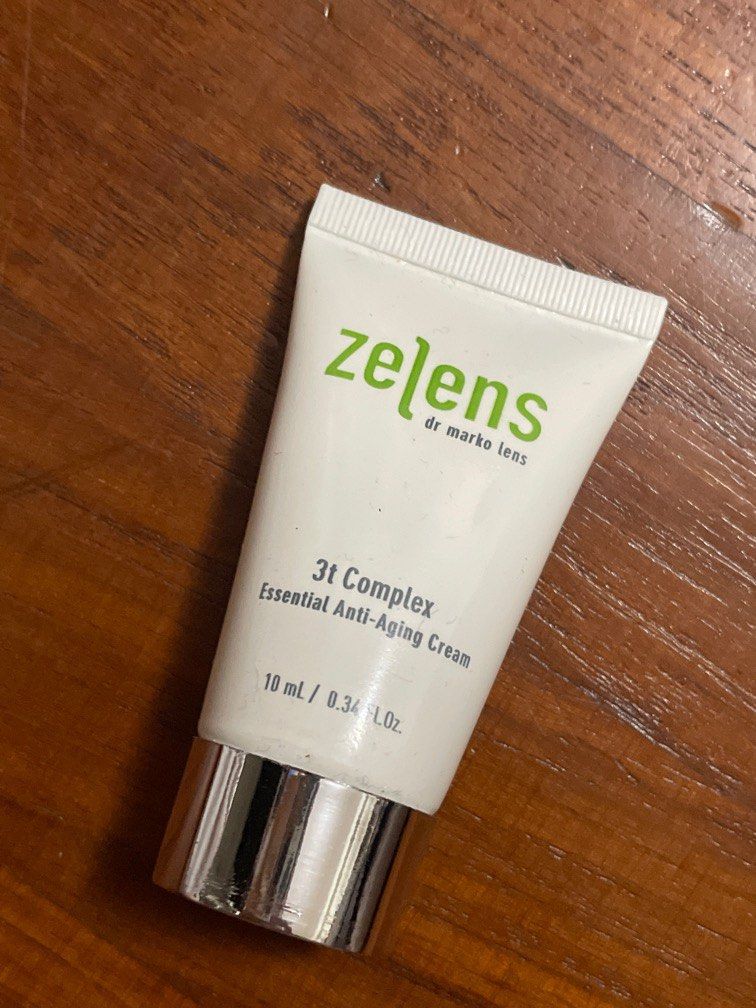 zelens
dr marko lens
3t Complex
Essential Anti-Aging Cream
10 mL / 0.34 Fl.Oz.